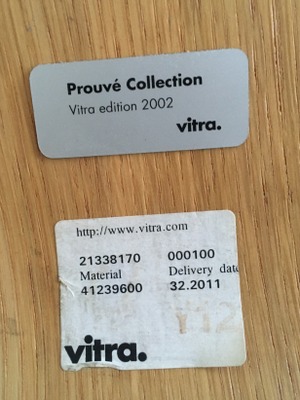 Prouvé Collection
Vitra edition 2002
vitra.
http://www.vitra.com
21338170 000100
Material Delivery date
41239600 32.2011
vitra.